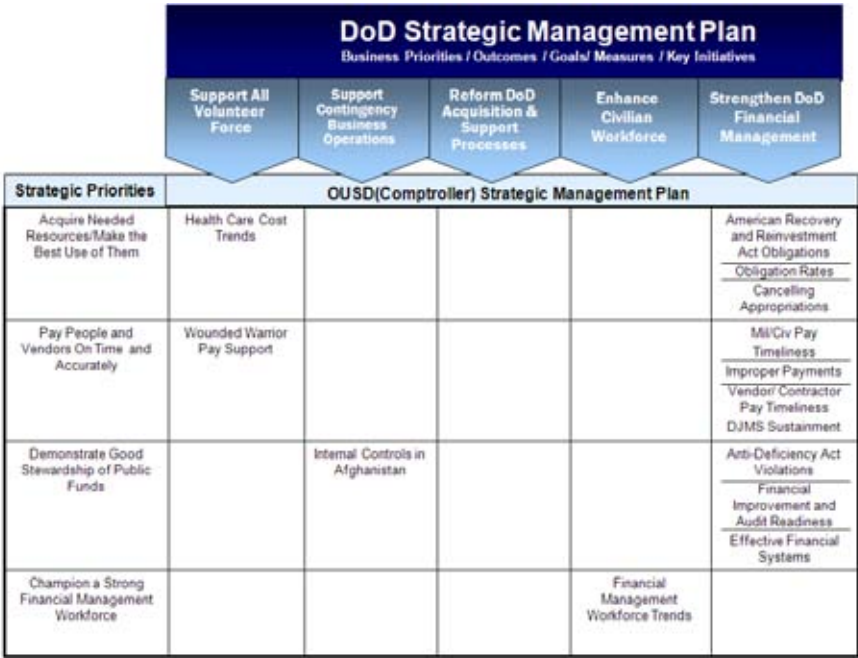 DoD Strategic Management Plan
Business Priorities / Outcomes / Goals/ Measures / Key Initiatives
Support All
Volunteer
Force
Support
Contingency
Business
Operations
Reform DoD
Acquisition &
Support
Processes
Enhance
Civilian
Workforce
Strengthen DoD
Financial
Management
Strategic Priorities
OUSD(Comptroller) Strategic Management Plan
Acquire Needed
Resources/Make the
Best Use of Them
Health Care Cost
Trends
American Recovery
and Reinvestment
Act Obligations
Obligation Rates
Cancelling
Appropriations
Pay People and
Vendors On Time and
Accurately
Wounded Warrior
Pay Support
Mil/Civ Pay
Timeliness
Improper Payments
Vendor/ Contractor
Pay Timeliness
DJMS Sustainment
Demonstrate Good
Stewardship of Public
Funds
Internal Controls in
Afghanistan
Anti-Deficiency Act
Violations
Financial
Improvement and
Audit Readiness
Effective Financial
Systems
Champion a Strong
Financial Management
Workforce
Financial
Management
Workforce Trends